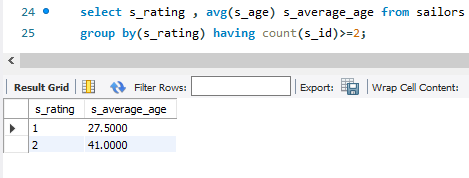 24 select s_rating , avg(s_age) s_average_age from sailors
25 group by(s_rating) having count(s_id)>=2;
Result Grid Filter Rows: Export: Wrap Cell Content:
s_rating s_average_age
1 27.5000
2 41.0000